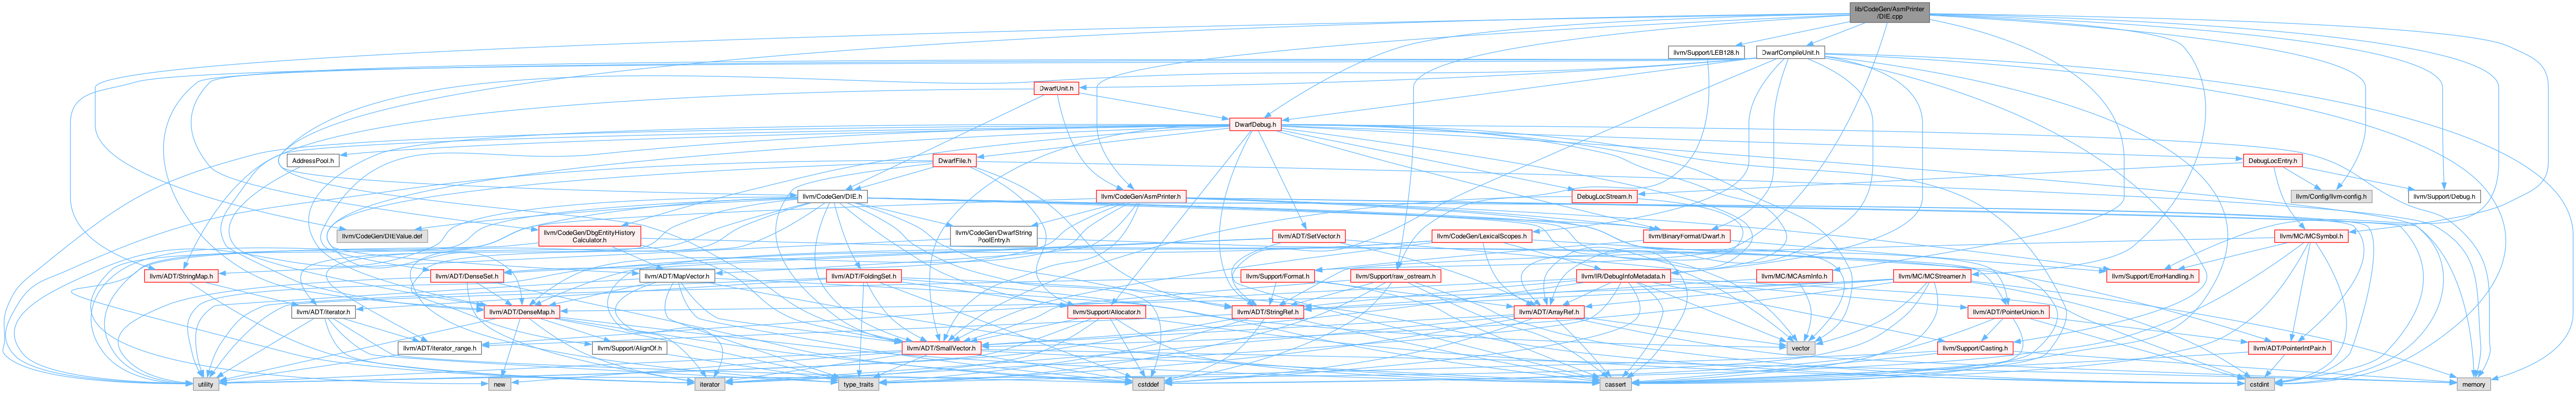 lib/CodeGen/AsmPrinter
/DIE.cpp
llvm/Support/LEB128.h
DwarfCompileUnit.h
DwarfUnit.h
DwarfDebug.h
AddressPool.h
DwarfFile.h
DebugLocEntry.h
llvm/CodeGen/DIE.h
llvm/CodeGen/AsmPrinter.h
DebugLocStream.h
llvm/Config/llvm-config.h
llvm/Support/Debug.h
llvm/CodeGen/DIEValue.def
llvm/CodeGen/DbgEntityHistory
Calculator.h
llvm/CodeGen/DwarfString
PoolEntry.h
llvm/ADT/SetVector.h
llvm/CodeGen/LexicalScopes.h
llvm/BinaryFormat/Dwarf.h
llvm/MC/MCSymbol.h
llvm/ADT/StringMap.h
llvm/ADT/DenseSet.h
llvm/ADT/MapVector.h
llvm/ADT/FoldingSet.h
llvm/Support/Format.h
llvm/Support/raw_ostream.h
llvm/IR/DebugInfoMetadata.h
llvm/MC/MCAsmInfo.h
llvm/MC/MCStreamer.h
llvm/Support/ErrorHandling.h
llvm/ADT/iterator.h
llvm/ADT/DenseMap.h
llvm/Support/Allocator.h
llvm/ADT/StringRef.h
llvm/ADT/ArrayRef.h
llvm/ADT/PointerUnion.h
llvm/ADT/iterator_range.h
llvm/Support/AlignOf.h
llvm/ADT/SmallVector.h
vector
llvm/Support/Casting.h
llvm/ADT/PointerIntPair.h
utility
new
iterator
type_traits
cstddef
cassert
cstdint
memory